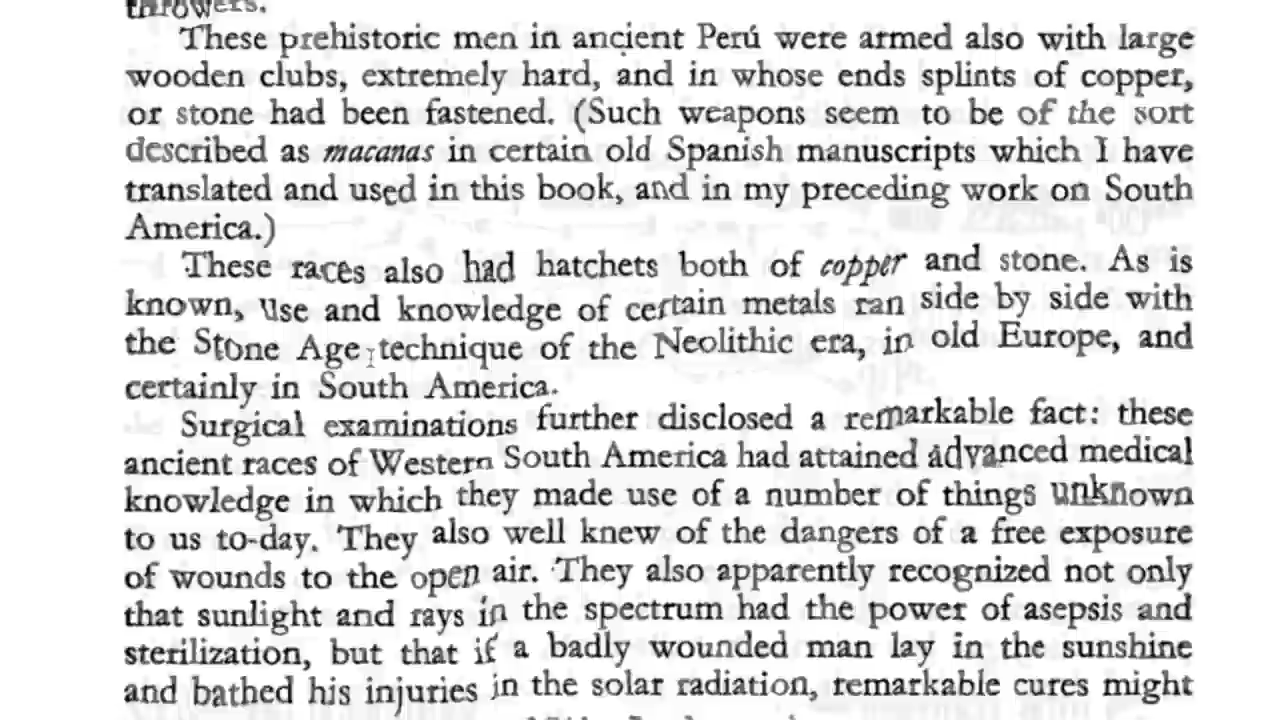 throwers.
These prehistoric men in ancient Perú were armed also with large
wooden clubs, extremely hard, and in whose ends splints of copper,
or stone had been fastened. (Such weapons seem to be of the sort
described as macanas in certain old Spanish manuscripts which I have
translated and used in this book, and in my preceding work on South
America.)
These races also had hatchets both of copper and stone. As is
known, use and knowledge of certain metals ran side by side with
the Stone Age technique of the Neolithic era, in old Europe, and
certainly in South America.
Surgical examinations further disclosed a remarkable fact: these
ancient races of Western South America had attained advanced medical
knowledge in which they made use of a number of things unknown
to us to-day. They also well knew of the dangers of a free exposure
of wounds to the open air. They also apparently recognized not only
that sunlight and rays in the spectrum had the power of asepsis and
sterilization, but that if a badly wounded man lay in the sunshine
and bathed his injuries in the solar radiation, remarkable cures might